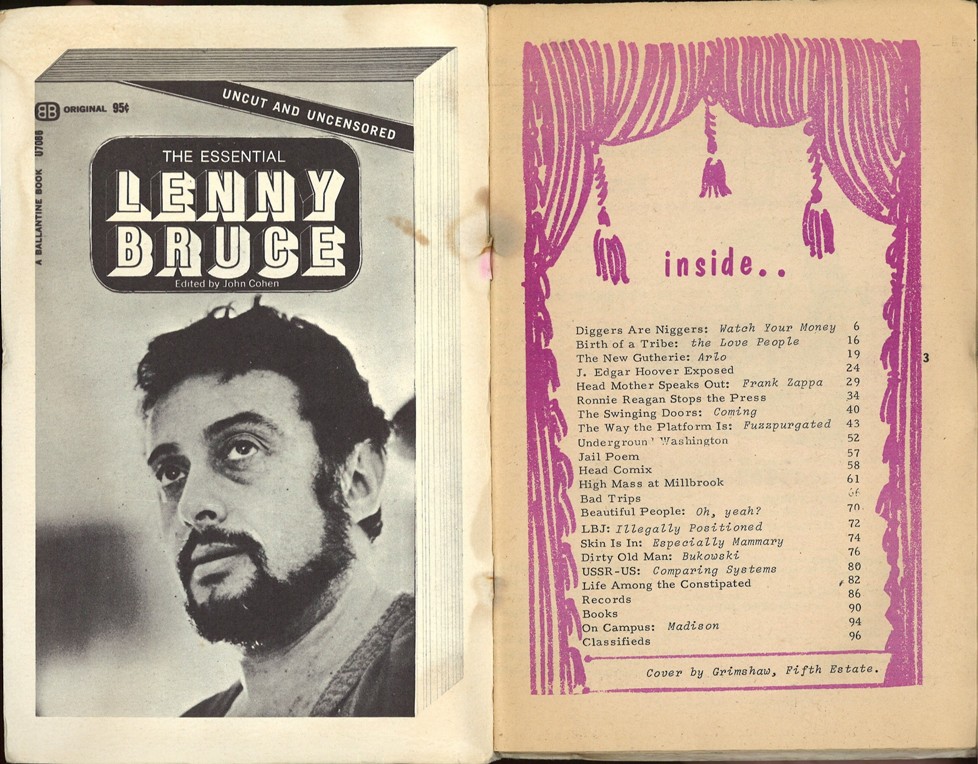 UNCUT AND UNCENSORED
BB ORIGINAL 95¢
A BALLANTINE BOOK U7086
THE ESSENTIAL
LENNY
BRUCE
Edited by John Cohen
inside..
Diggers Are Niggers: Watch Your Money 6
Birth of a Tribe: the Love People 16
The New Gutherie: Arlo 19
J. Edgar Hoover Exposed 24
Head Mother Speaks Out: Frank Zappa 29
Ronnie Reagan Stops the Press 34
The Swinging Doors: Coming 40
The Way the Platform Is: Fuzzpurgated 43
Undergroun' Washington 52
Jail Poem 57
Head Comix 58
High Mass at Millbrook 61
Bad Trips 66
Beautiful People: Oh, yeah? 70
LBJ: Illegally Positioned 72
Skin Is In: Especially Mammary 74
Dirty Old Man: Bukowski 76
USSR-US: Comparing Systems 80
Life Among the Constipated 82
Records 86
Books 90
On Campus: Madison 94
Classifieds 96
Cover by Grimshaw, Fifth Estate.
3